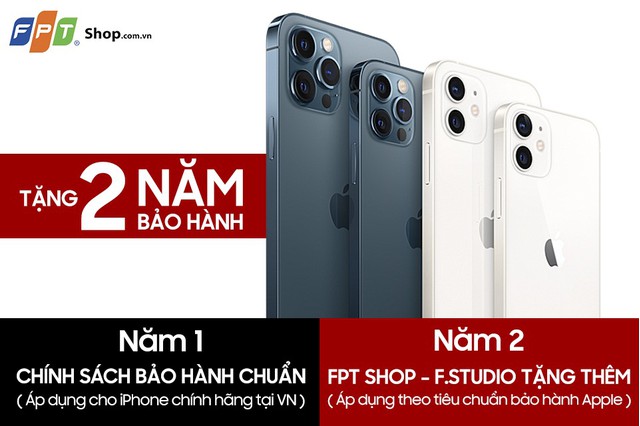 FPT® Shop.com.vn
TẶNG 2 NĂM
BẢO HÀNH
Năm 1
CHÍNH SÁCH BẢO HÀNH CHUẨN
( Áp dụng cho iPhone chính hãng tại VN )
Năm 2
FPT SHOP - F.STUDIO TẶNG THÊM
( Áp dụng theo tiêu chuẩn bảo hành Apple )